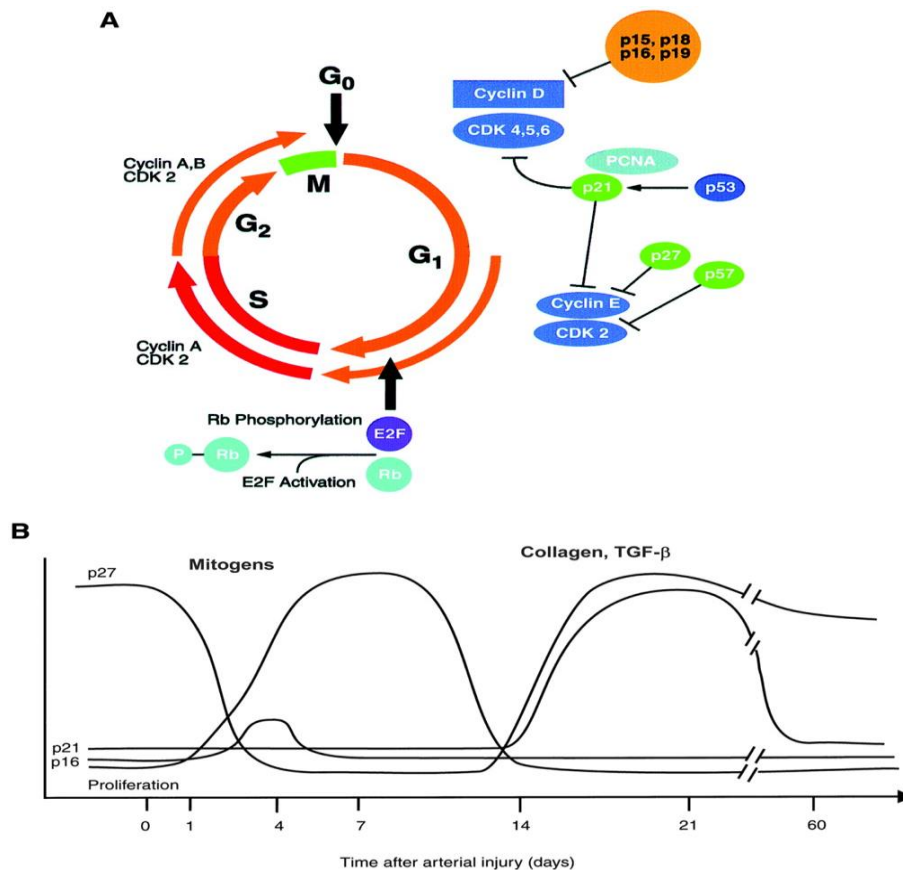 A
G0
p15, p18
p16, p19
Cyclin D
CDK 4,5,6
Cyclin A,B
CDK 2
M
PCNA
p21
p53
G2
G1
p27
p57
S
Cyclin E
CDK 2
Cyclin A
CDK 2
Rb Phosphorylation
E2F
P
Rb
Rb
E2F Activation
B
Mitogens
Collagen, TGF-β
p27
p21
p16
Proliferation
0 1 4 7 14 21 60
Time after arterial injury (days)